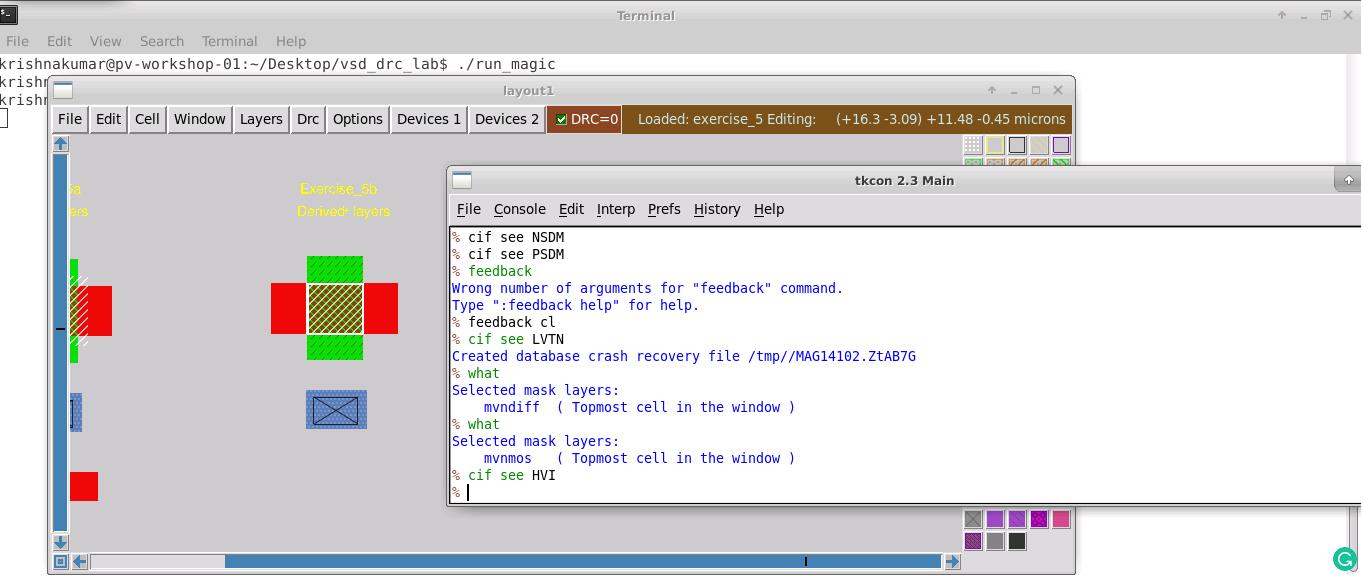 Terminal
File Edit View Search Terminal Help
krishnakumar@pv-workshop-01:~/Desktop/vsd_drc_lab$ ./run_magic
krishn
krishn
layout1
File Edit Cell Window Layers Drc Options Devices 1 Devices 2 DRC=0 Loaded: exercise_5 Editing: (+16.3 -3.09) +11.48 -0.45 microns
5a
ers
Exercise_5b
Derived layers
tkcon 2.3 Main
File Console Edit Interp Prefs History Help
% cif see NSDM
% cif see PSDM
% feedback
Wrong number of arguments for "feedback" command.
Type ":feedback help" for help.
% feedback cl
% cif see LVTN
Created database crash recovery file /tmp//MAG14102.ZtAB7G
% what
Selected mask layers:
mvndiff ( Topmost cell in the window )
% what
Selected mask layers:
mvnmos ( Topmost cell in the window )
% cif see HVI
%